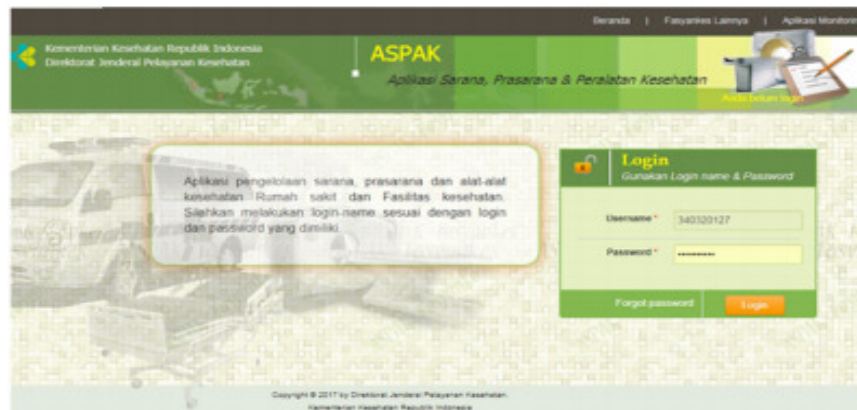 Beranda | Fasyankes Lainnya | Aplikasi Monitorin
Kementerian Kesehatan Republik Indonesia
Direktorat Jenderal Pelayanan Kesehatan
ASPAK
Aplikasi Sarana, Prasarana & Peralatan Kesehatan
Anda belum login
Aplikasi pengelolaan sarana, prasarana dan alat-alat
kesehatan Rumah sakit dan Fasilitas kesehatan.
Silahkan melakukan login-name sesuai dengan login
dan password yang dimiliki.
Login
Gunakan Login name & Password
Username *
340320127
Password *
Forgot password
Login
Copyright © 2017 by Direktorat Jenderal Pelayanan Kesehatan,
Kementerian Kesehatan Republik Indonesia